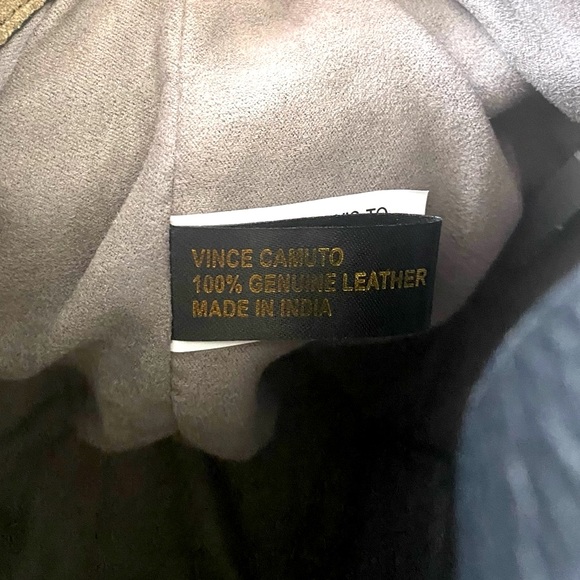 VINCE CAMUTO
100% GENUINE LEATHER
MADE IN INDIA